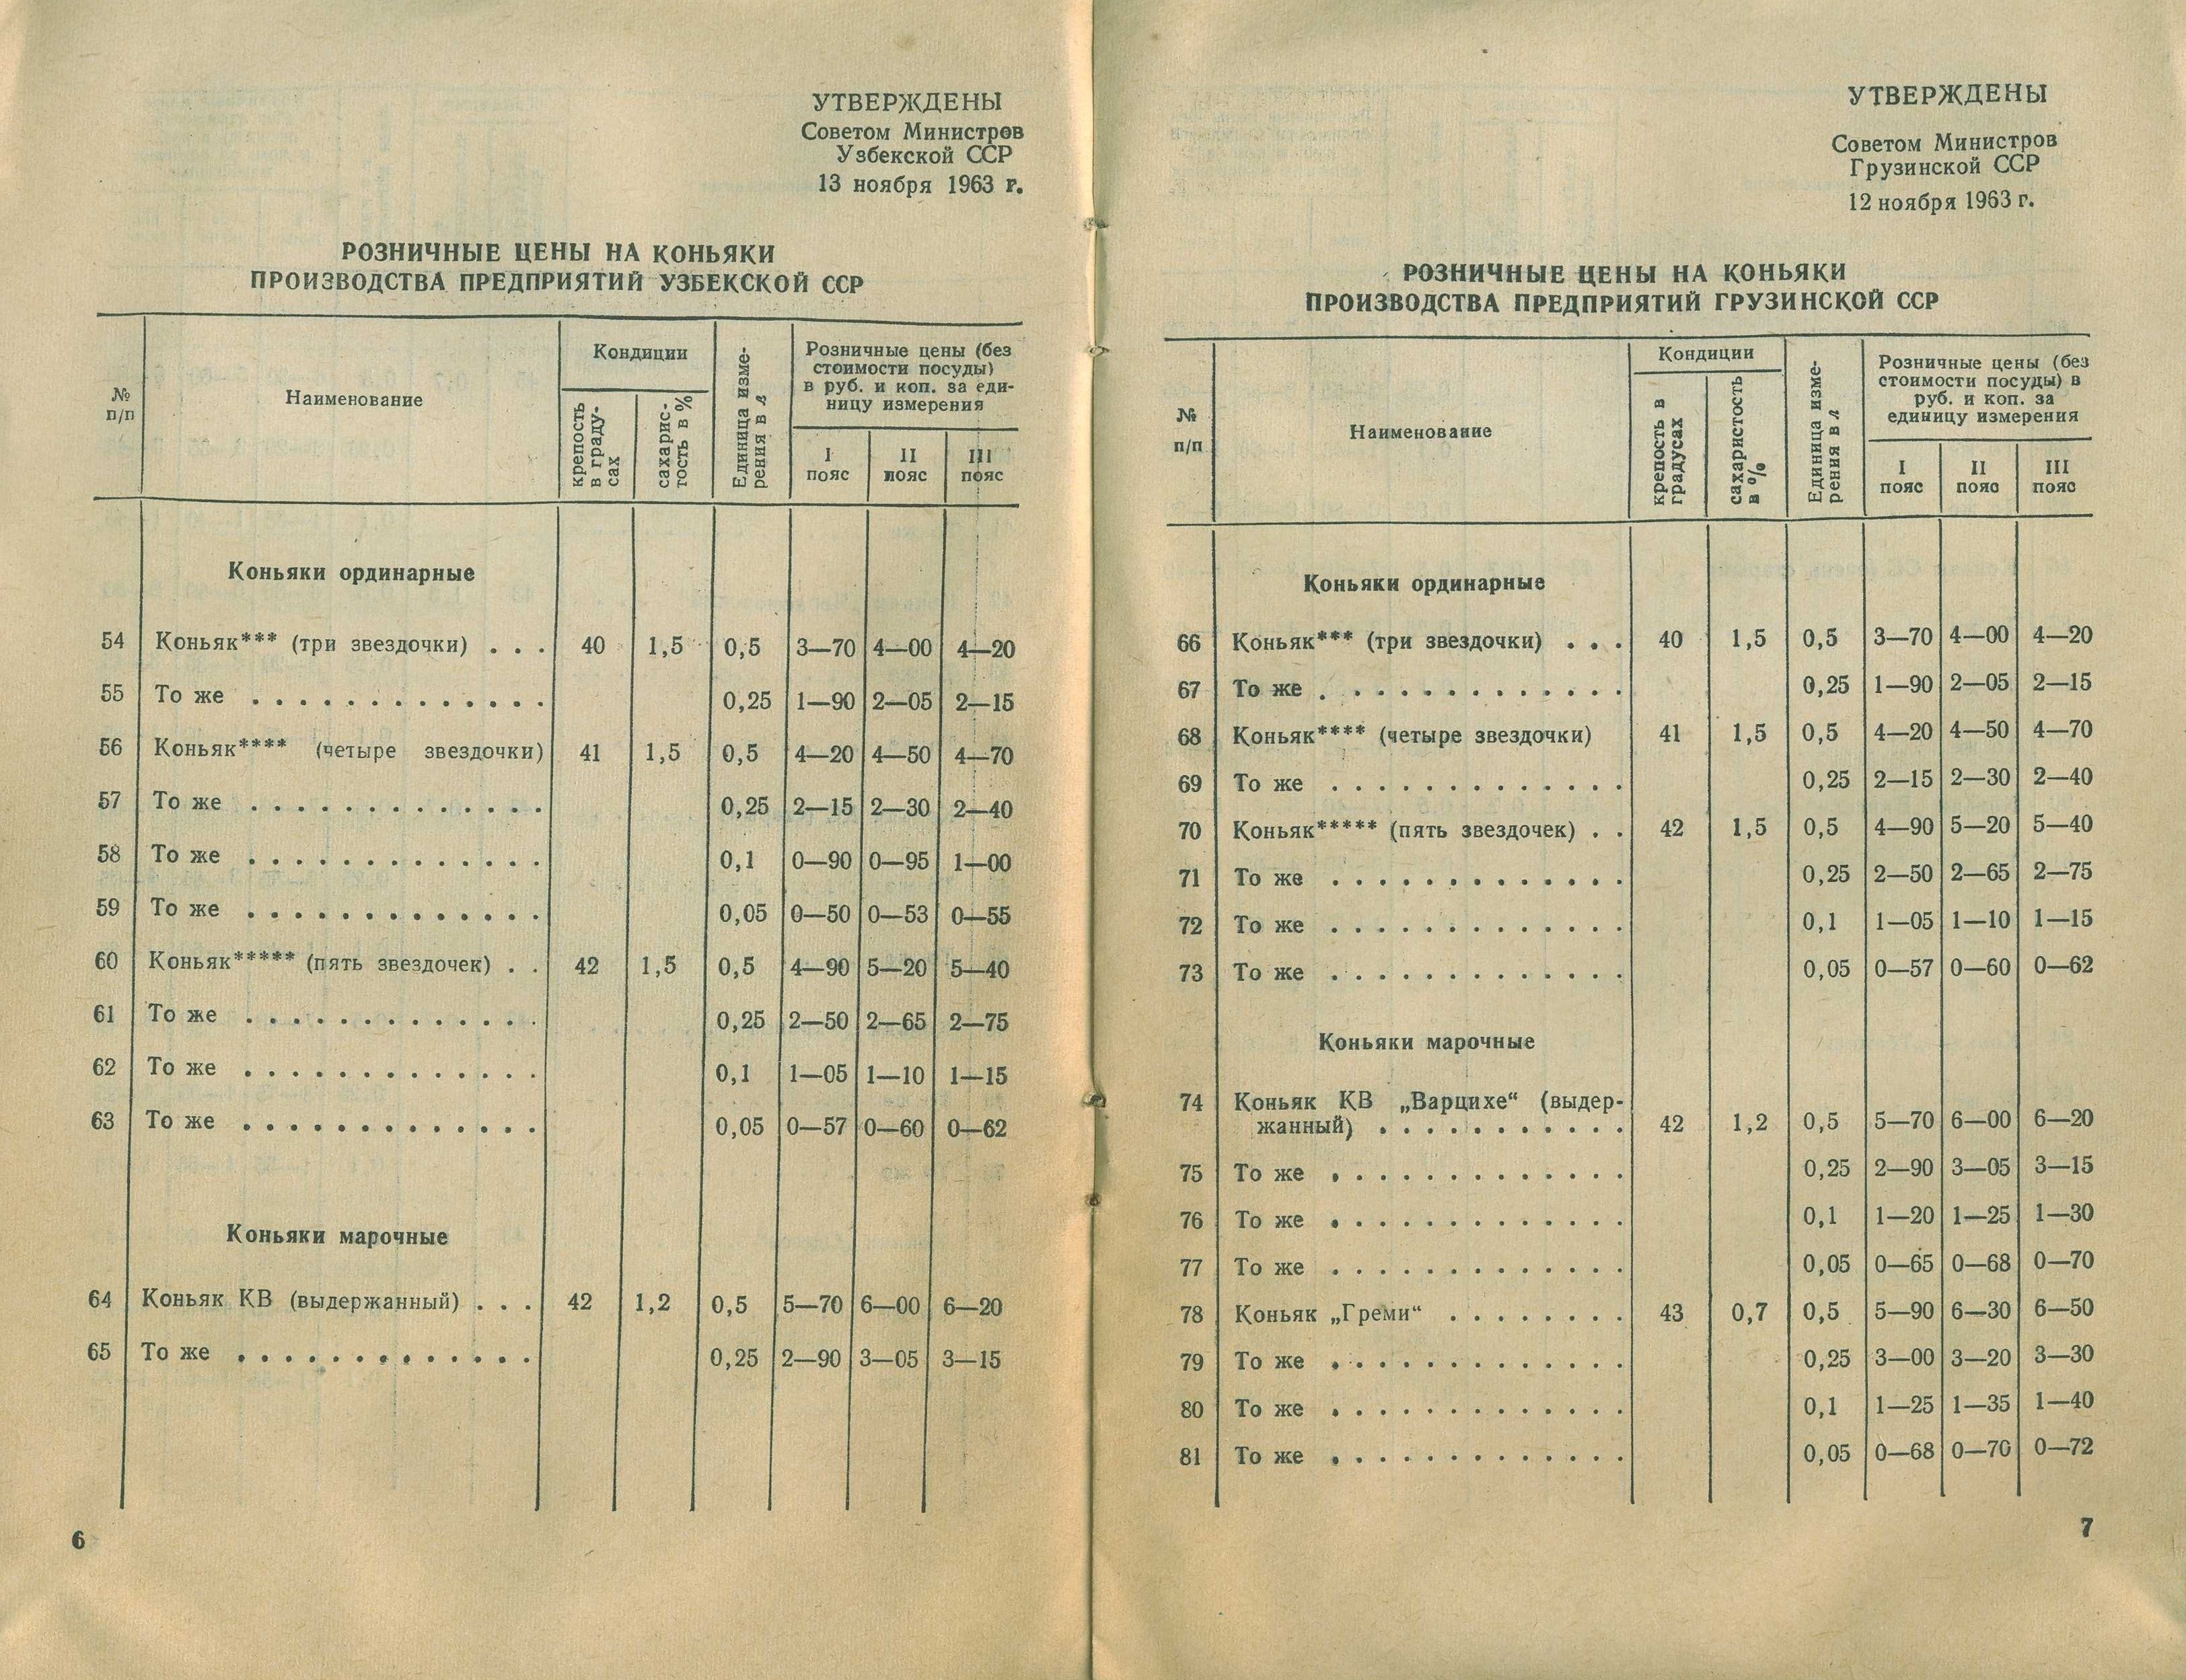 УТВЕРЖДЕНЫ
Советом Министров
Узбекской ССР
13 ноября 1963 г.
РОЗНИЧНЫЕ ЦЕНЫ НА КОНЬЯКИ
ПРОИЗВОДСТВА ПРЕДПРИЯТИЙ УЗБЕКСКОЙ ССР
№ п/п
Наименование
Кондиции
крепость в граду-
сах
сахарис-
тость в %
Единица изме-
рения в л
Розничные цены (без
стоимости посуды)
в руб. и коп. за еди-
ницу измерения
I пояс II пояс III пояс
Коньяки ординарные
54 Коньяк*** (три звездочки) . . . 40 1,5 0,5 3—70 4—00 4—20
55 То же . . . . . . . . . . . . . 0,25 1—90 2—05 2—15
56 Коньяк**** (четыре звездочки) 41 1,5 0,5 4—20 4—50 4—70
57 То же . . . . . . . . . . . . . 0,25 2—15 2—30 2—40
58 То же . . . . . . . . . . . . . 0,1 0—90 0—95 1—00
59 То же . . . . . . . . . . . . . 0,05 0—50 0—53 0—55
60 Коньяк***** (пять звездочек) . . 42 1,5 0,5 4—90 5—20 5—40
61 То же . . . . . . . . . . . . . 0,25 2—50 2—65 2—75
62 То же . . . . . . . . . . . . . 0,1 1—05 1—10 1—15
63 То же . . . . . . . . . . . . . 0,05 0—57 0—60 0—62
Коньяки марочные
64 Коньяк КВ (выдержанный) . . . 42 1,2 0,5 5—70 6—00 6—20
65 То же . . . . . . . . . . . . . 0,25 2—90 3—05 3—15
6
УТВЕРЖДЕНЫ
Советом Министров
Грузинской ССР
12 ноября 1963 г.
РОЗНИЧНЫЕ ЦЕНЫ НА КОНЬЯКИ
ПРОИЗВОДСТВА ПРЕДПРИЯТИЙ ГРУЗИНСКОЙ ССР
№ п/п
Наименование
Кондиции
крепость в
градусах
сахаристость
в %
Единица изме-
рения в л
Розничные цены (без
стоимости посуды) в
руб. и коп. за
единицу измерения
I пояс II пояс III пояс
Коньяки ординарные
66 Коньяк*** (три звездочки) . . . 40 1,5 0,5 3—70 4—00 4—20
67 То же . . . . . . . . . . . . . 0,25 1—90 2—05 2—15
68 Коньяк**** (четыре звездочки) 41 1,5 0,5 4—20 4—50 4—70
69 То же . . . . . . . . . . . . . 0,25 2—15 2—30 2—40
70 Коньяк***** (пять звездочек) . . 42 1,5 0,5 4—90 5—20 5—40
71 То же . . . . . . . . . . . . . 0,25 2—50 2—65 2—75
72 То же . . . . . . . . . . . . . 0,1 1—05 1—10 1—15
73 То же . . . . . . . . . . . . . 0,05 0—57 0—60 0—62
Коньяки марочные
74 Коньяк КВ „Варцихе“ (выдер-
жанный) . . . . . . . . . . . 42 1,2 0,5 5—70 6—00 6—20
75 То же . . . . . . . . . . . . . 0,25 2—90 3—05 3—15
76 То же . . . . . . . . . . . . . 0,1 1—20 1—25 1—30
77 То же . . . . . . . . . . . . . 0,05 0—65 0—68 0—70
78 Коньяк „Греми“ . . . . . . . . 43 0,7 0,5 5—90 6—30 6—50
79 То же . . . . . . . . . . . . . 0,25 3—00 3—20 3—30
80 То же . . . . . . . . . . . . . 0,1 1—25 1—35 1—40
81 То же . . . . . . . . . . . . . 0,05 0—68 0—70 0—72
7